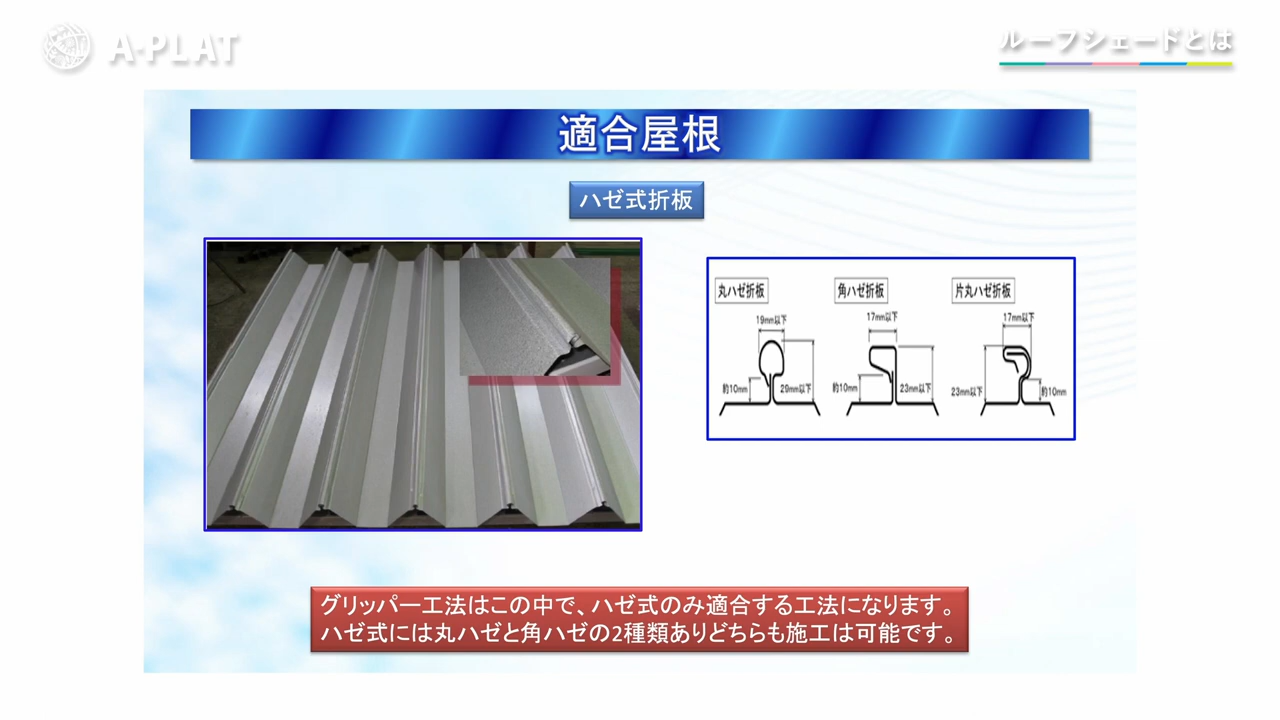 A-PLAT
ルーフシェードとは
適合屋根
ハゼ式折板
丸ハゼ折板
角ハゼ折板
片丸ハゼ折板
19mm以下
17mm以下
17mm以下
約10mm
29mm以下
約10mm
23mm以下
23mm以下
約10mm
グリッパー工法はこの中で、ハゼ式のみ適合する工法になります。
ハゼ式には丸ハゼと角ハゼの2種類ありどちらも施工は可能です。